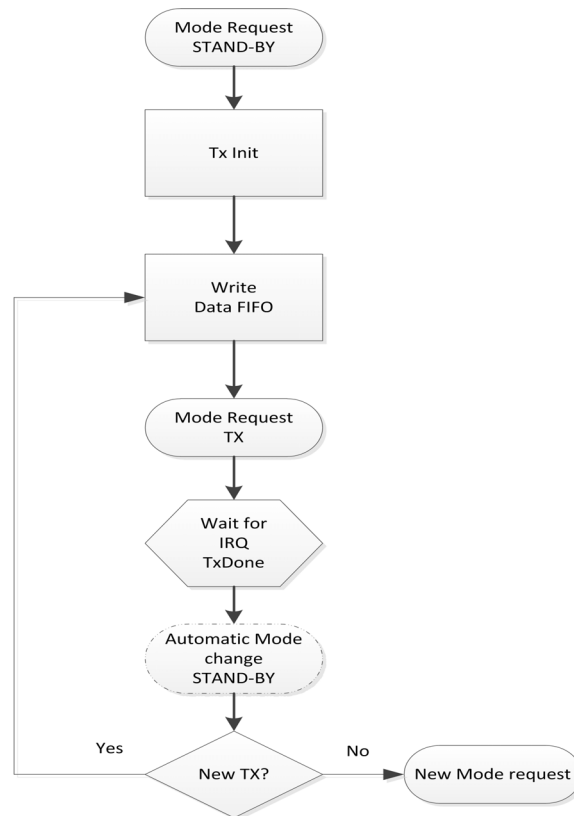 Mode Request
STAND-BY
Tx Init
Write
Data FIFO
Mode Request
TX
Wait for
IRQ
TxDone
Automatic Mode
change
STAND-BY
Yes
New TX?
No
New Mode request